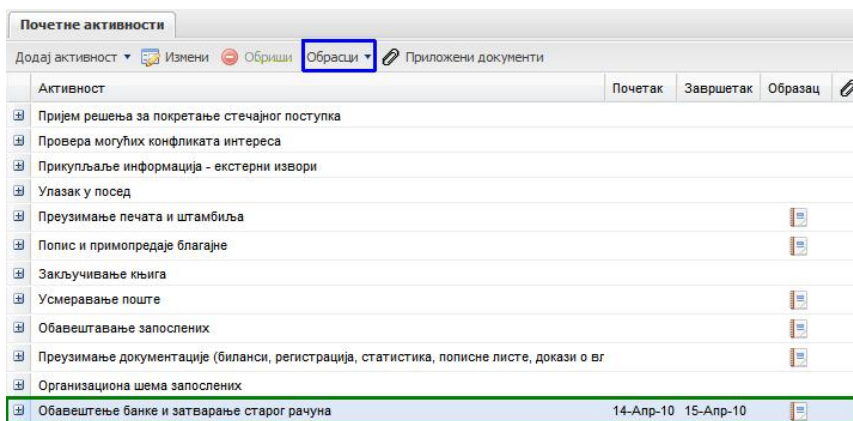 Почетне активности
Додај активност Измени Обриши Обрасци Приложени документи
Активност Почетак Завршетак Образац
Пријем решења за покретање стечајног поступка
Провера могућих конфликата интереса
Прикупљаље информација - екстерни извори
Улазак у посед
Преузимање печата и штамбиља
Попис и примопредаје благајне
Закључивање књига
Усмеравање поште
Обавештавање запослених
Преузимање документације (биланси, регистрација, статистика, пописне листе, докази о вл
Организациона шема запослених
Обавештење банке и затварање старог рачуна 14-Апр-10 15-Апр-10